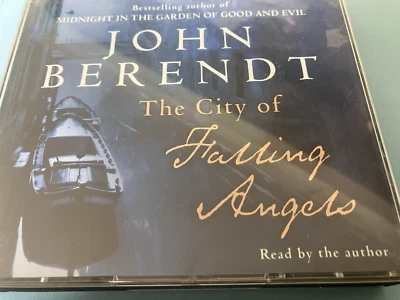 Bestselling author of
MIDNIGHT IN THE GARDEN OF GOOD AND EVIL
JOHN
BERENDT
The City of
Falling
Angels
Read by the author